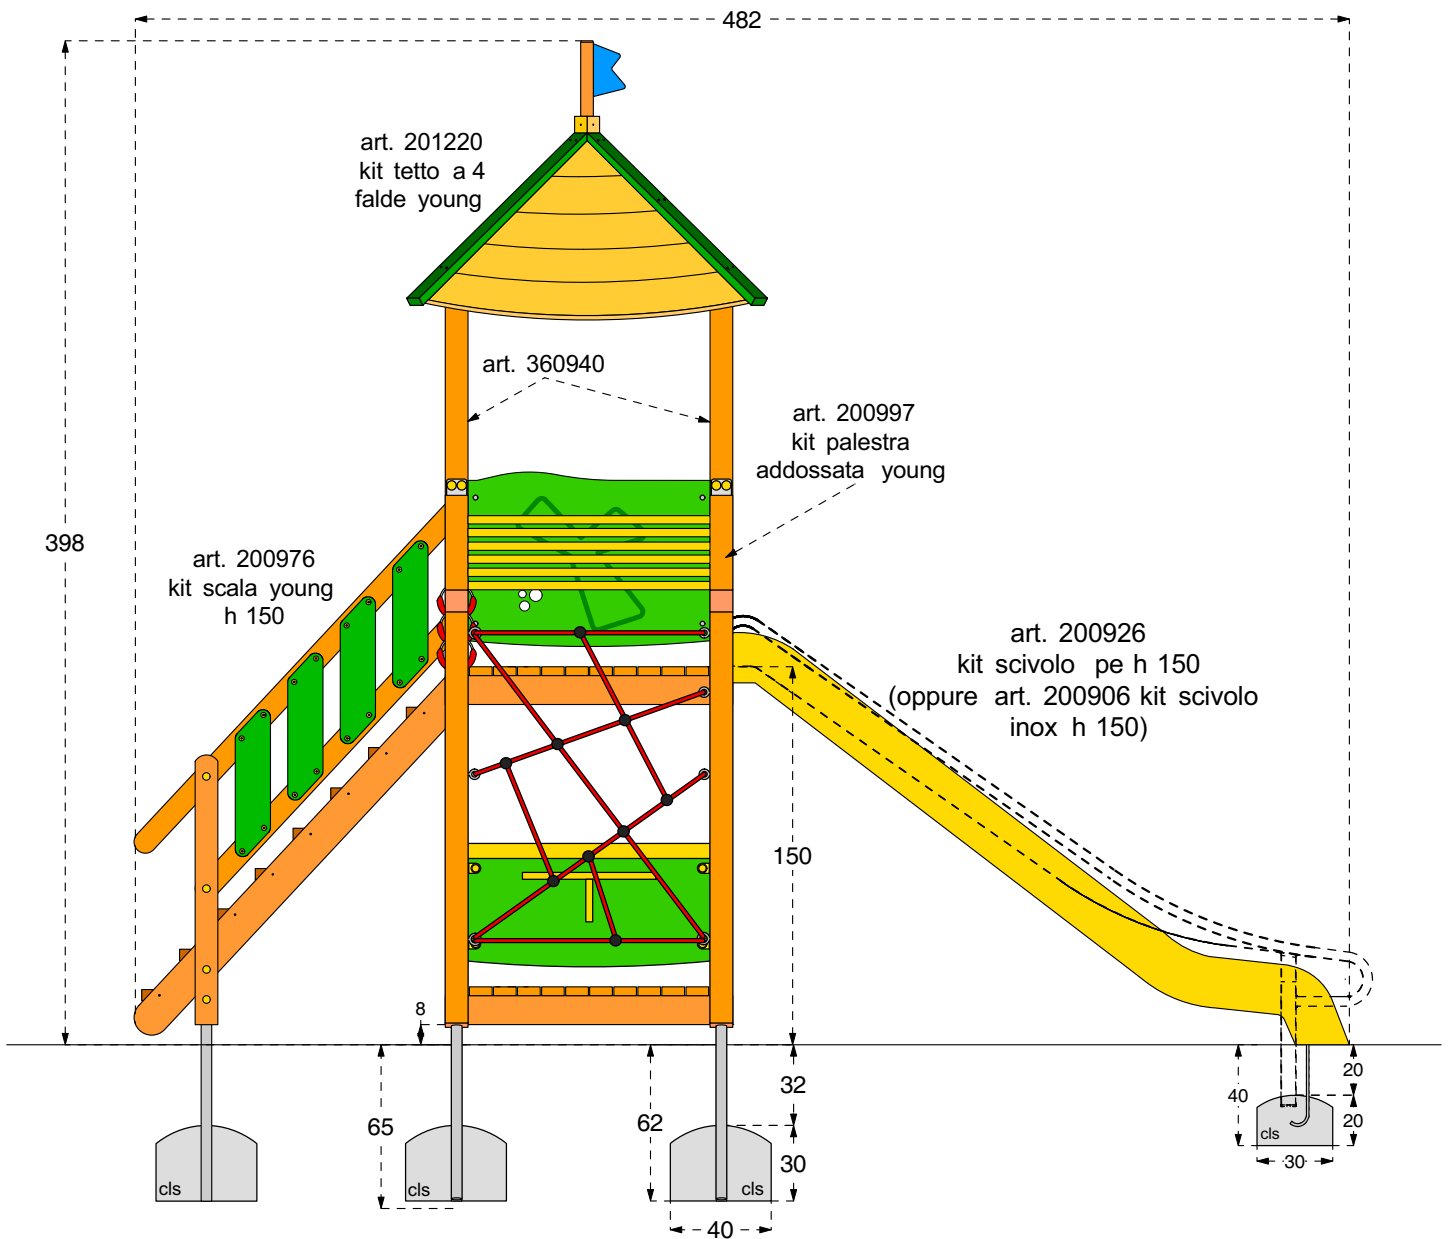 482
art. 201220
kit tetto a 4
falde young
art. 360940
art. 200997
kit palestra
addossata young
398
art. 200976
kit scala young
h 150
art. 200926
kit scivolo pe h 150
(oppure art. 200906 kit scivolo
inox h 150)
150
8
32
20
40
65
62
20
30
cls
cls
cls
cls
30
40